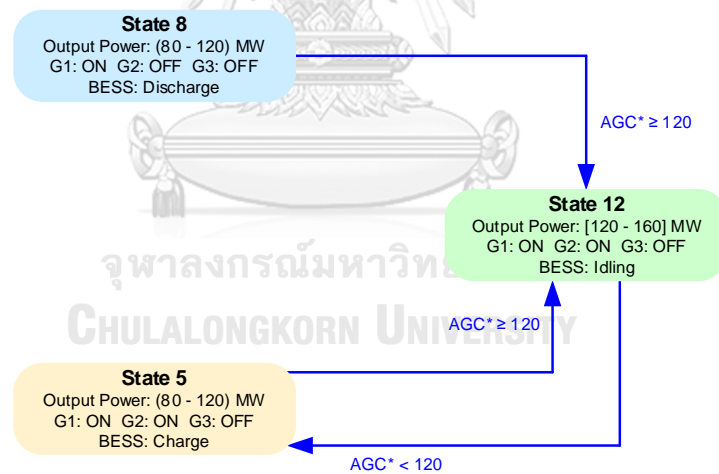 State 8
Output Power: (80 - 120) MW
G1: ON G2: OFF G3: OFF
BESS: Discharge
AGC* ≥ 120
State 12
Output Power: [120 - 160] MW
G1: ON G2: ON G3: OFF
BESS: Idling
จุฬาลงกรณ์มหาวิทย
CHULALONGKORN UNIVERSITY
AGC* ≥ 120
State 5
Output Power: (80 - 120) MW
G1: ON G2: ON G3: OFF
BESS: Charge
AGC* < 120